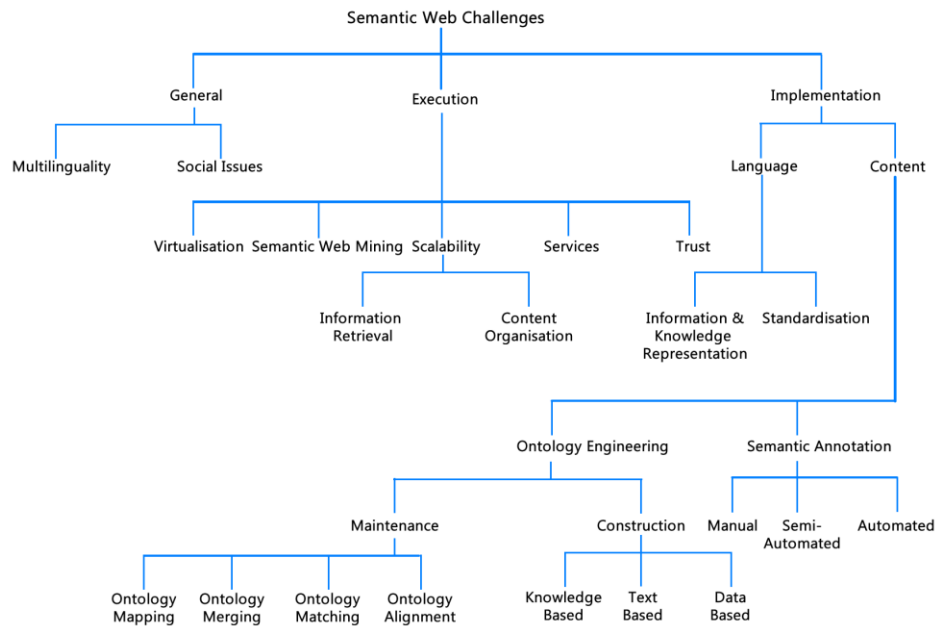 Semantic Web Challenges
General
Execution
Implementation
Multilinguality
Social Issues
Language
Content
Virtualisation
Semantic Web Mining
Scalability
Services
Trust
Information
Retrieval
Content
Organisation
Information &
Knowledge
Representation
Standardisation
Ontology Engineering
Semantic Annotation
Maintenance
Construction
Manual
Semi-
Automated
Automated
Ontology
Mapping
Ontology
Merging
Ontology
Matching
Ontology
Alignment
Knowledge
Based
Text
Based
Data
Based